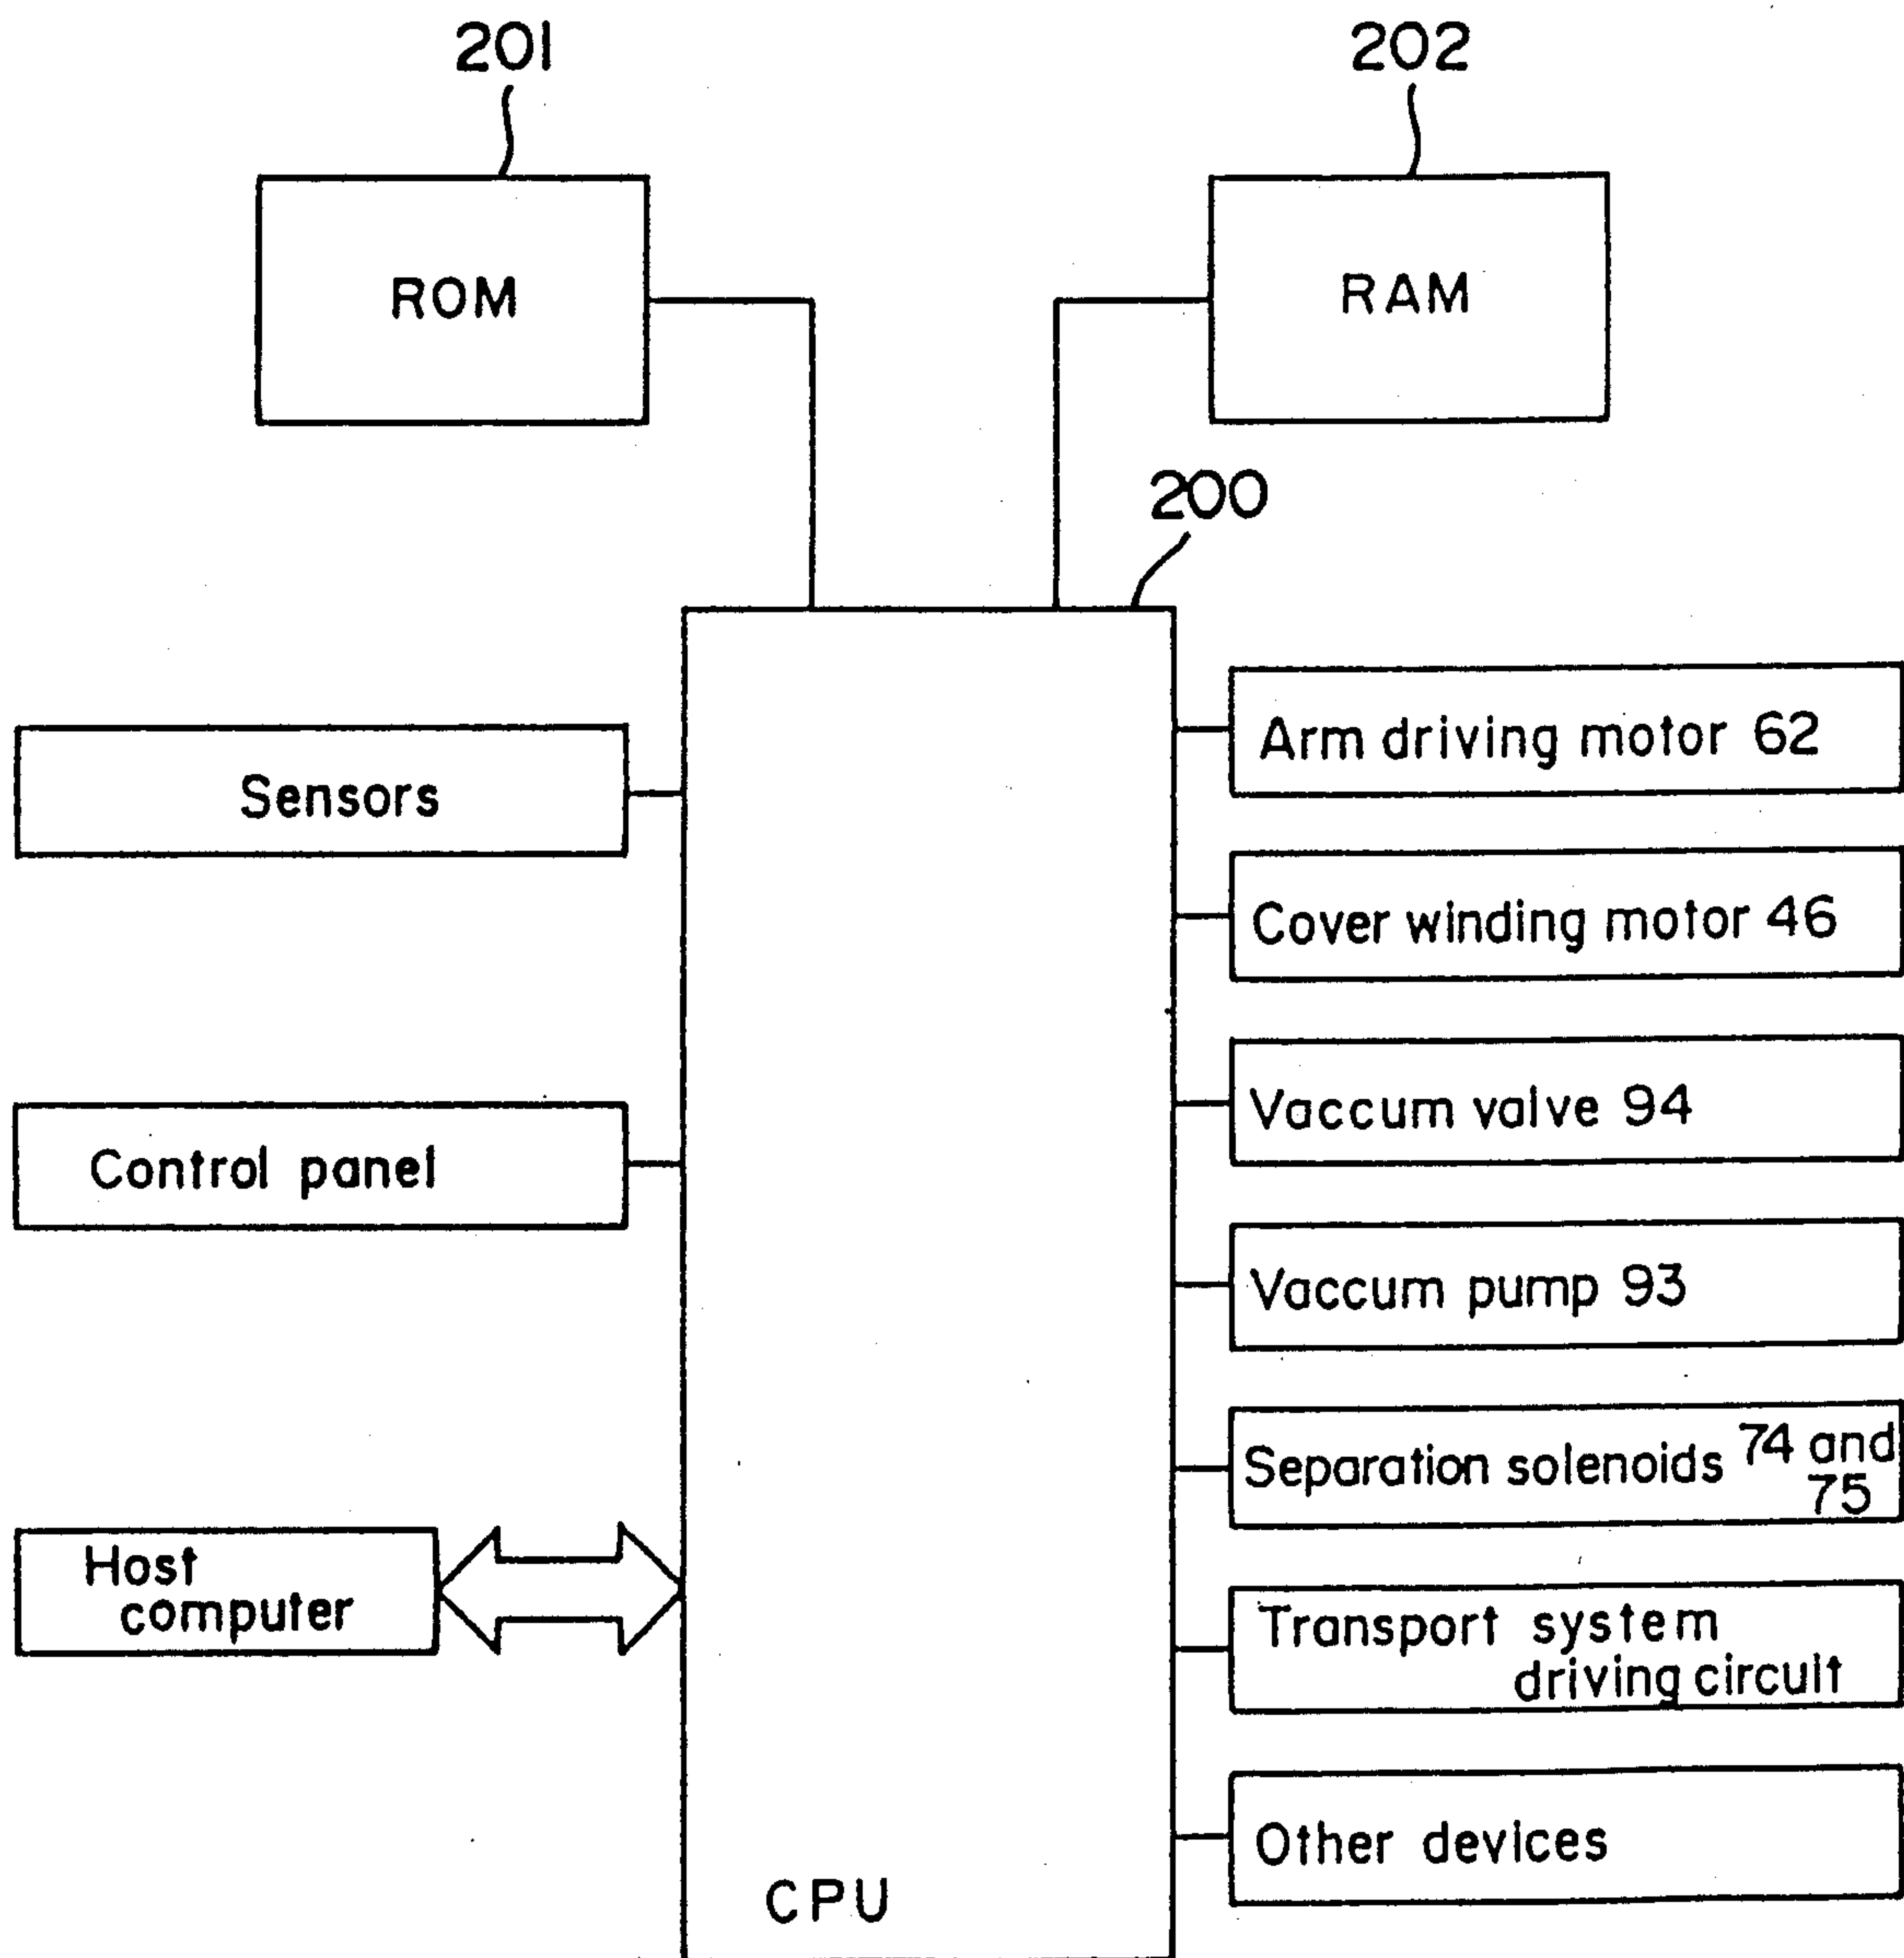 201
202
ROM
RAM
200
Sensors
Control panel
Host
computer
CPU
Arm driving motor 62
Cover winding motor 46
Vaccum valve 94
Vaccum pump 93
Separation solenoids 74 and
75
Transport system
driving circuit
Other devices